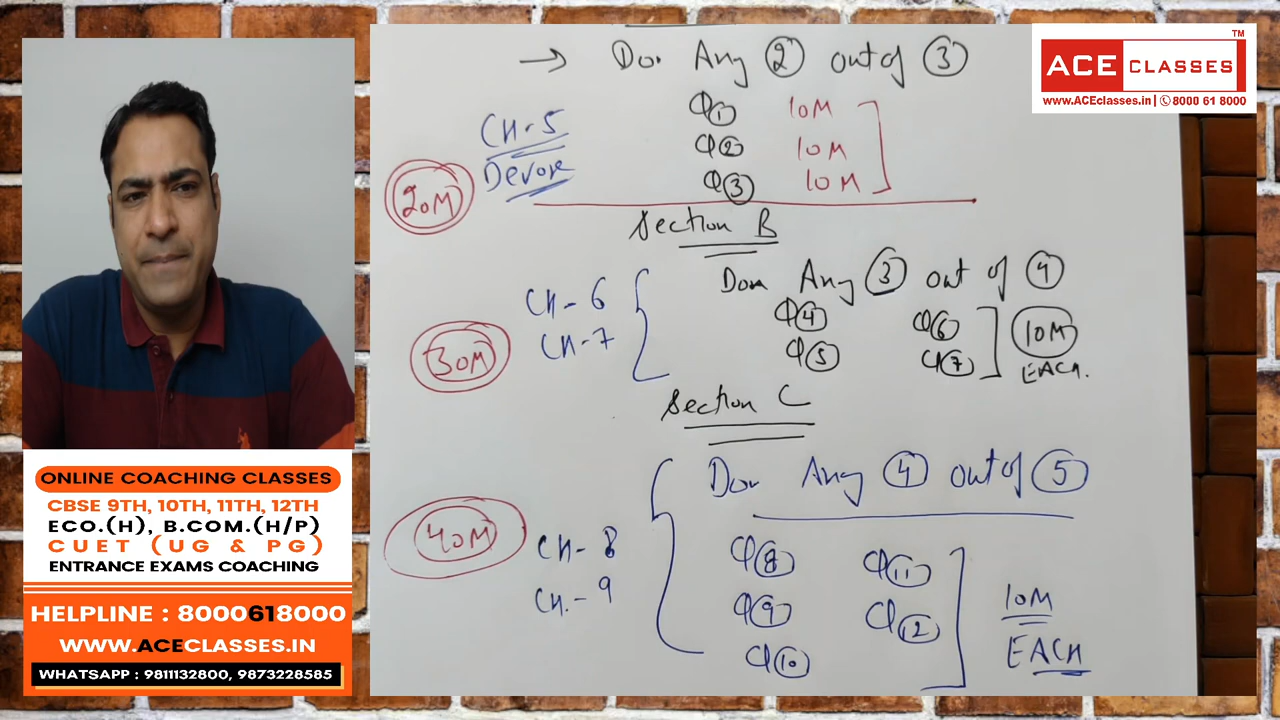 → Do Any ② out of ③
CH-5
Devore
20M
Q① 10M
Q② 10M
Q③ 10M
Section B
CH-6
CH-7
30M
Do Any ③ out of ④
Q④ Q⑥
Q⑤ Q⑦
10M
EACH.
Section C
40M
CH-8
CH.-9
Do Any ④ out of ⑤
Q⑧ Q⑪
Q⑨ Q⑫
Q⑩
10M
EACH
ACE CLASSES TM
www.ACEclasses.in | 8000 61 8000
ONLINE COACHING CLASSES
CBSE 9TH, 10TH, 11TH, 12TH
ECO.(H), B.COM.(H/P)
CUET (UG & PG)
ENTRANCE EXAMS COACHING
HELPLINE : 8000618000
WWW.ACECLASSES.IN
WHATSAPP : 9811132800, 9873228585